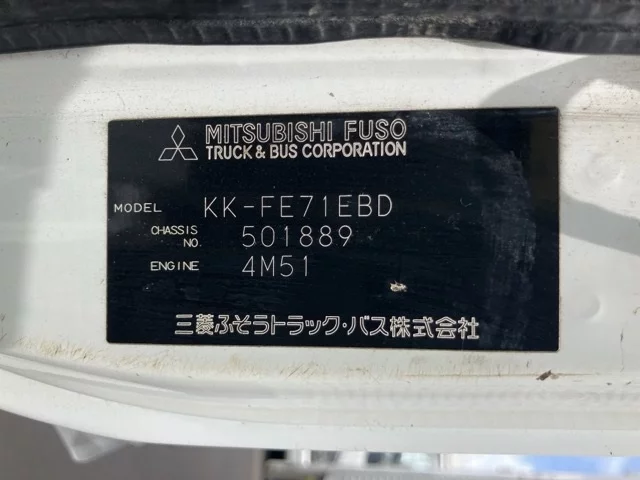 MITSUBISHI FUSO
TRUCK & BUS CORPORATION
MODEL KK-FE71EBD
CHASSIS NO. 501889
ENGINE 4M51
三菱ふそうトラック・バス株式会社